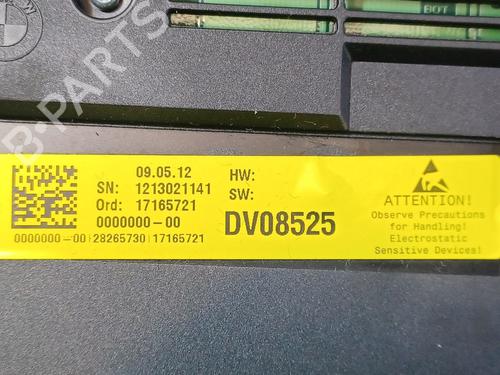 BOT
B-PARTS
09.05.12
SN: 1213021141
Ord: 17165721
0000000-00
0000000-00 28265730 17165721
HW:
SW:
DV08525
ATTENTION!
Observe Precautions
for Handling!
Electrostatic
Sensitive Devices!